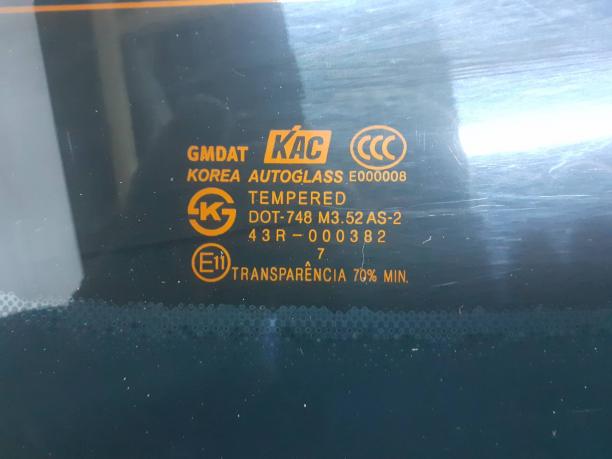 GMDAT KAC CCC
KOREA AUTOGLASS E000008
TEMPERED
DOT-748 M3.52 AS-2
43R-000382
7
E11 TRANSPARÊNCIA 70% MIN.